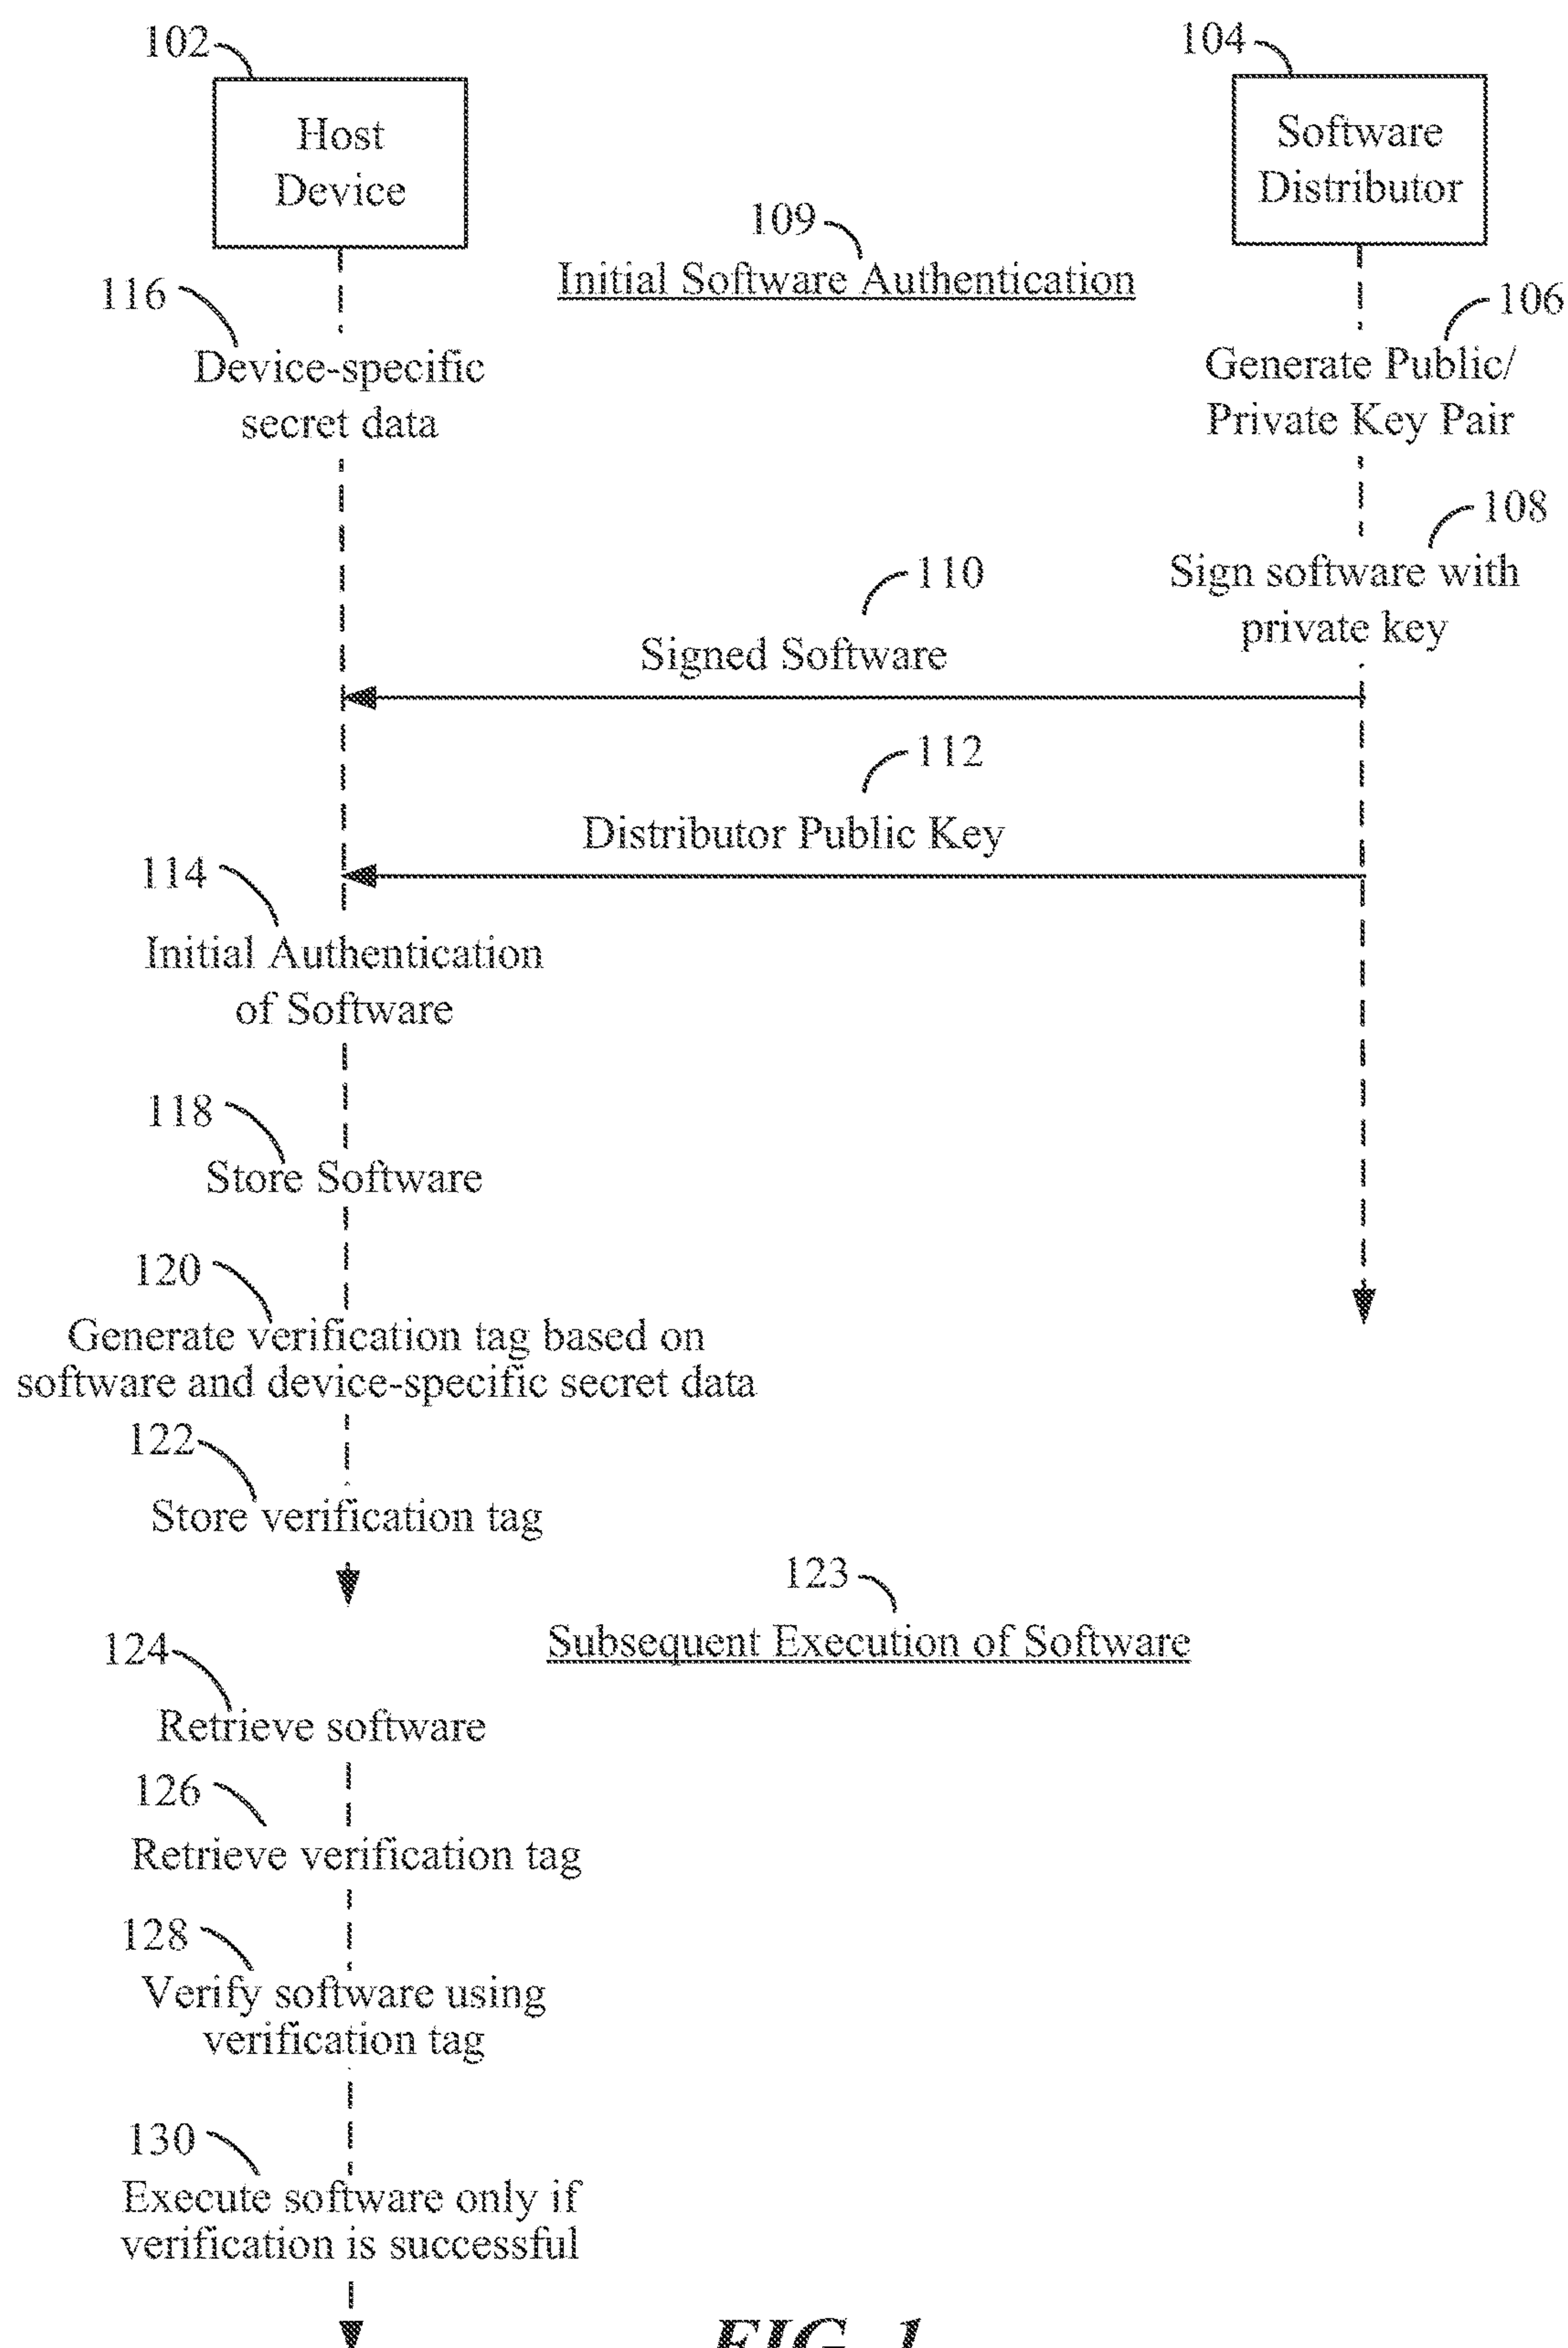 102
104
Host
Device
Software
Distributor
109
Initial Software Authentication
116
106
Device-specific
secret data
Generate Public/
Private Key Pair
108
Sign software with
private key
110
Signed Software
112
Distributor Public Key
114
Initial Authentication
of Software
118
Store Software
120
Generate verification tag based on
software and device-specific secret data
122
Store verification tag
123
Subsequent Execution of Software
124
Retrieve software
126
Retrieve verification tag
128
Verify software using
verification tag
130
Execute software only if
verification is successful
FIG. 1